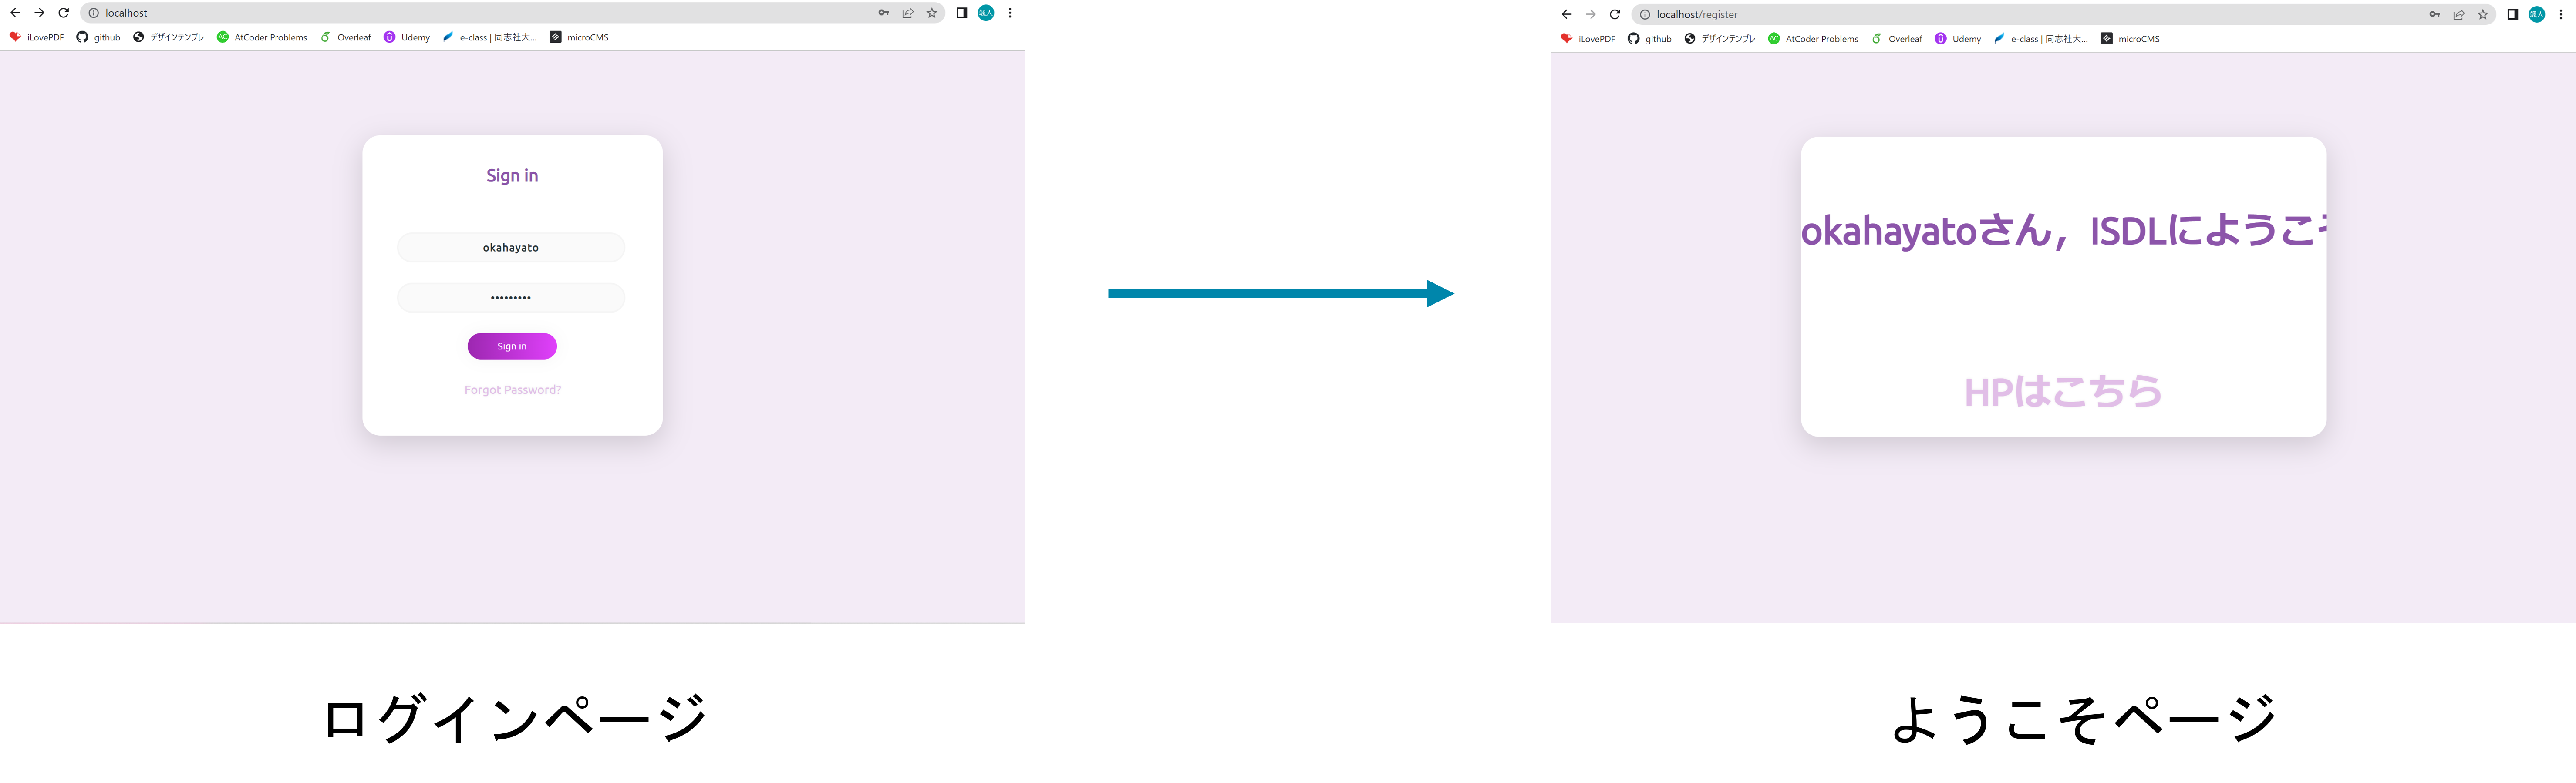 localhost
iLovePDF github デザインテンプレ AtCoder Problems Overleaf Udemy e-class | 同志社大... microCMS
Sign in
okahayato
•••••••••
Sign in
Forgot Password?
ログインページ
localhost/register
iLovePDF github デザインテンプレ AtCoder Problems Overleaf Udemy e-class | 同志社大... microCMS
okahayatoさん，ISDLにようこそ
HPはこちら
ようこそページ